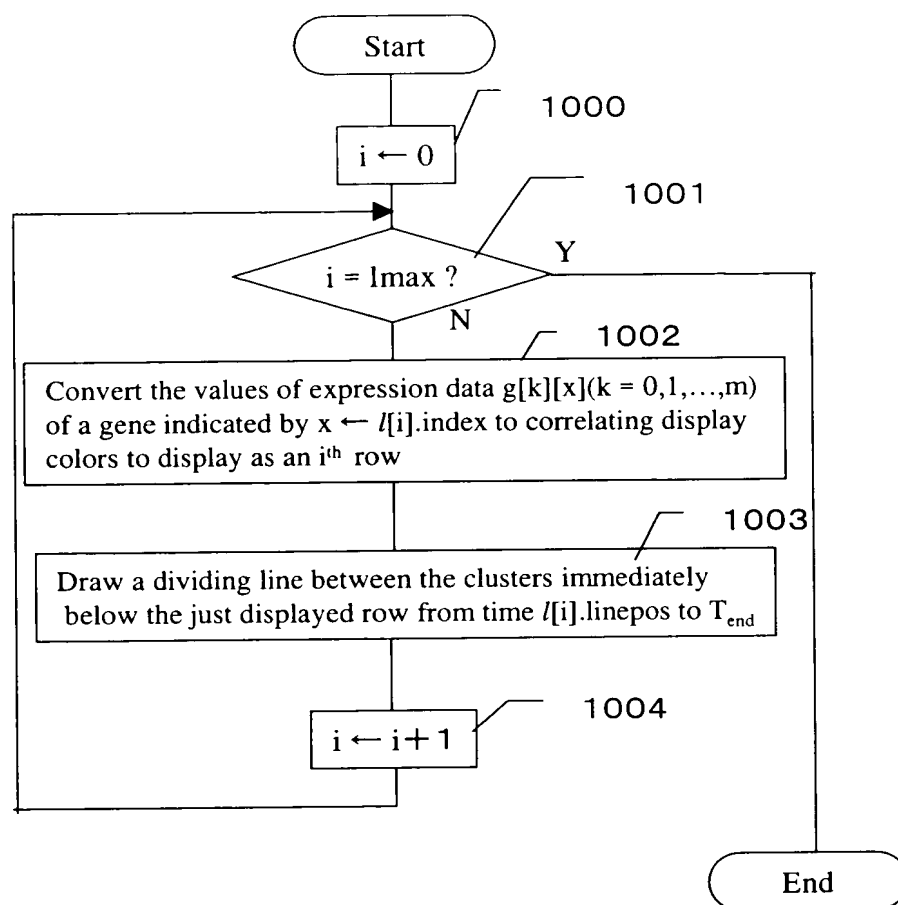 Start
1000
i ← 0
1001
i = lmax ?
Y
N
1002
Convert the values of expression data g[k][x](k = 0,1,...,m)
of a gene indicated by x ← l[i].index to correlating display
colors to display as an ith row
1003
Draw a dividing line between the clusters immediately
below the just displayed row from time l[i].linepos to Tend
1004
i ← i+ 1
End